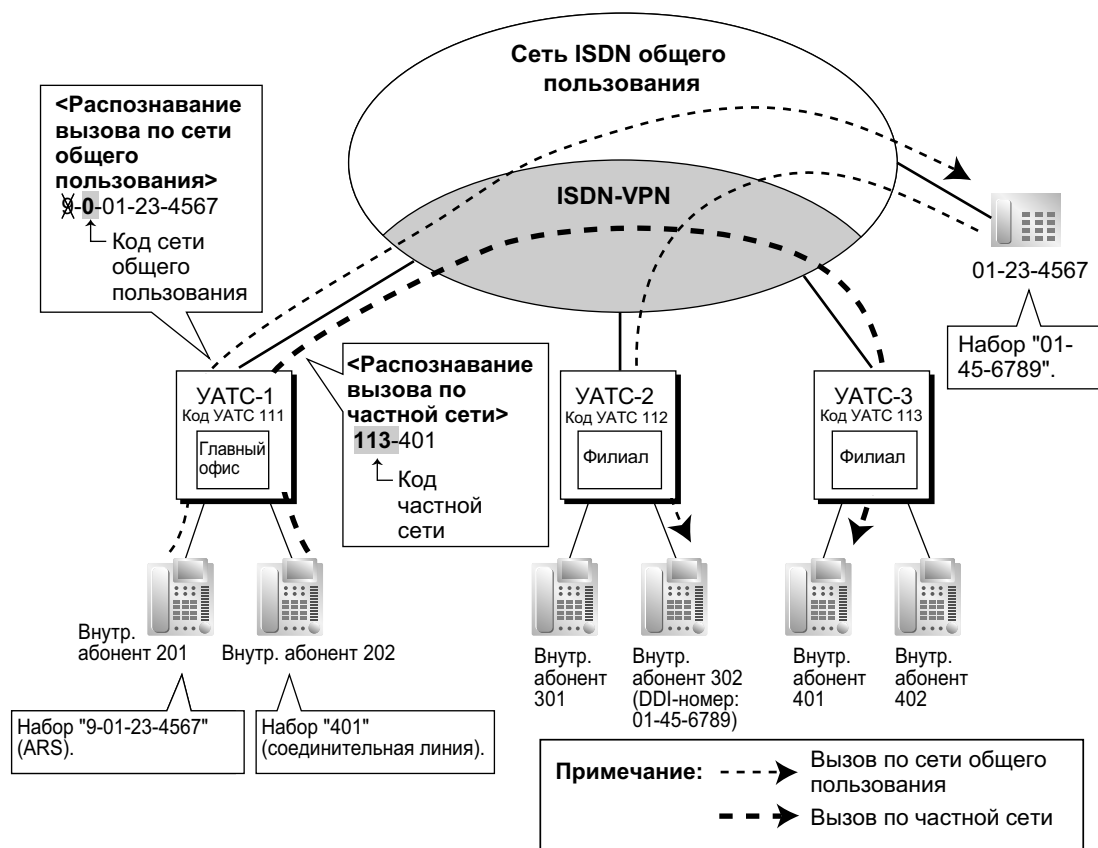 Сеть ISDN общего
пользования
<Распознавание
вызова по сети
общего
пользования>
9-0-01-23-4567
Код сети
общего
пользования
ISDN-VPN
01-23-4567
Набор "01-
45-6789".
<Распознавание
вызова по
частной сети>
113-401
Код
частной
сети
УАТС-1
Код УАТС 111
Главный
офис
УАТС-2
Код УАТС 112
Филиал
УАТС-3
Код УАТС 113
Филиал
Внутр.
абонент 201
Внутр. абонент 202
Внутр.
абонент
301
Внутр.
абонент 302
(DDI-номер:
01-45-6789)
Внутр.
абонент
401
Внутр.
абонент
402
Набор "9-01-23-4567"
(ARS).
Набор "401"
(соединительная линия).
Примечание:
Вызов по сети общего
пользования
Вызов по частной сети